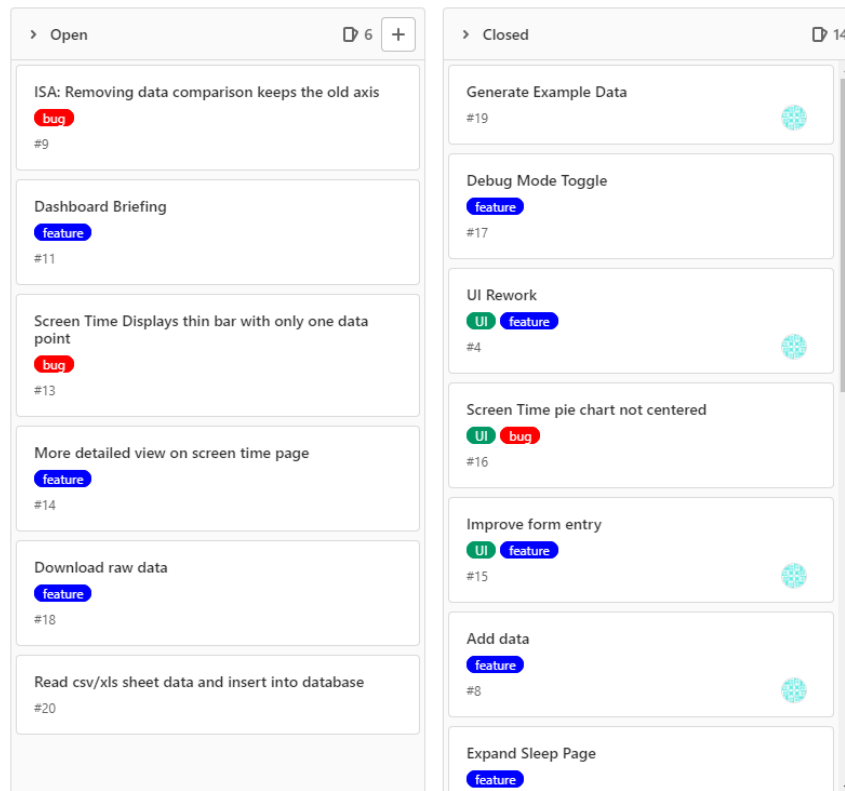 Open 6 +
ISA: Removing data comparison keeps the old axis
bug
#9
Dashboard Briefing
feature
#11
Screen Time Displays thin bar with only one data
point
bug
#13
More detailed view on screen time page
feature
#14
Download raw data
feature
#18
Read csv/xls sheet data and insert into database
#20
Closed 14
Generate Example Data
#19
Debug Mode Toggle
feature
#17
UI Rework
UI feature
#4
Screen Time pie chart not centered
UI bug
#16
Improve form entry
UI feature
#15
Add data
feature
#8
Expand Sleep Page
feature